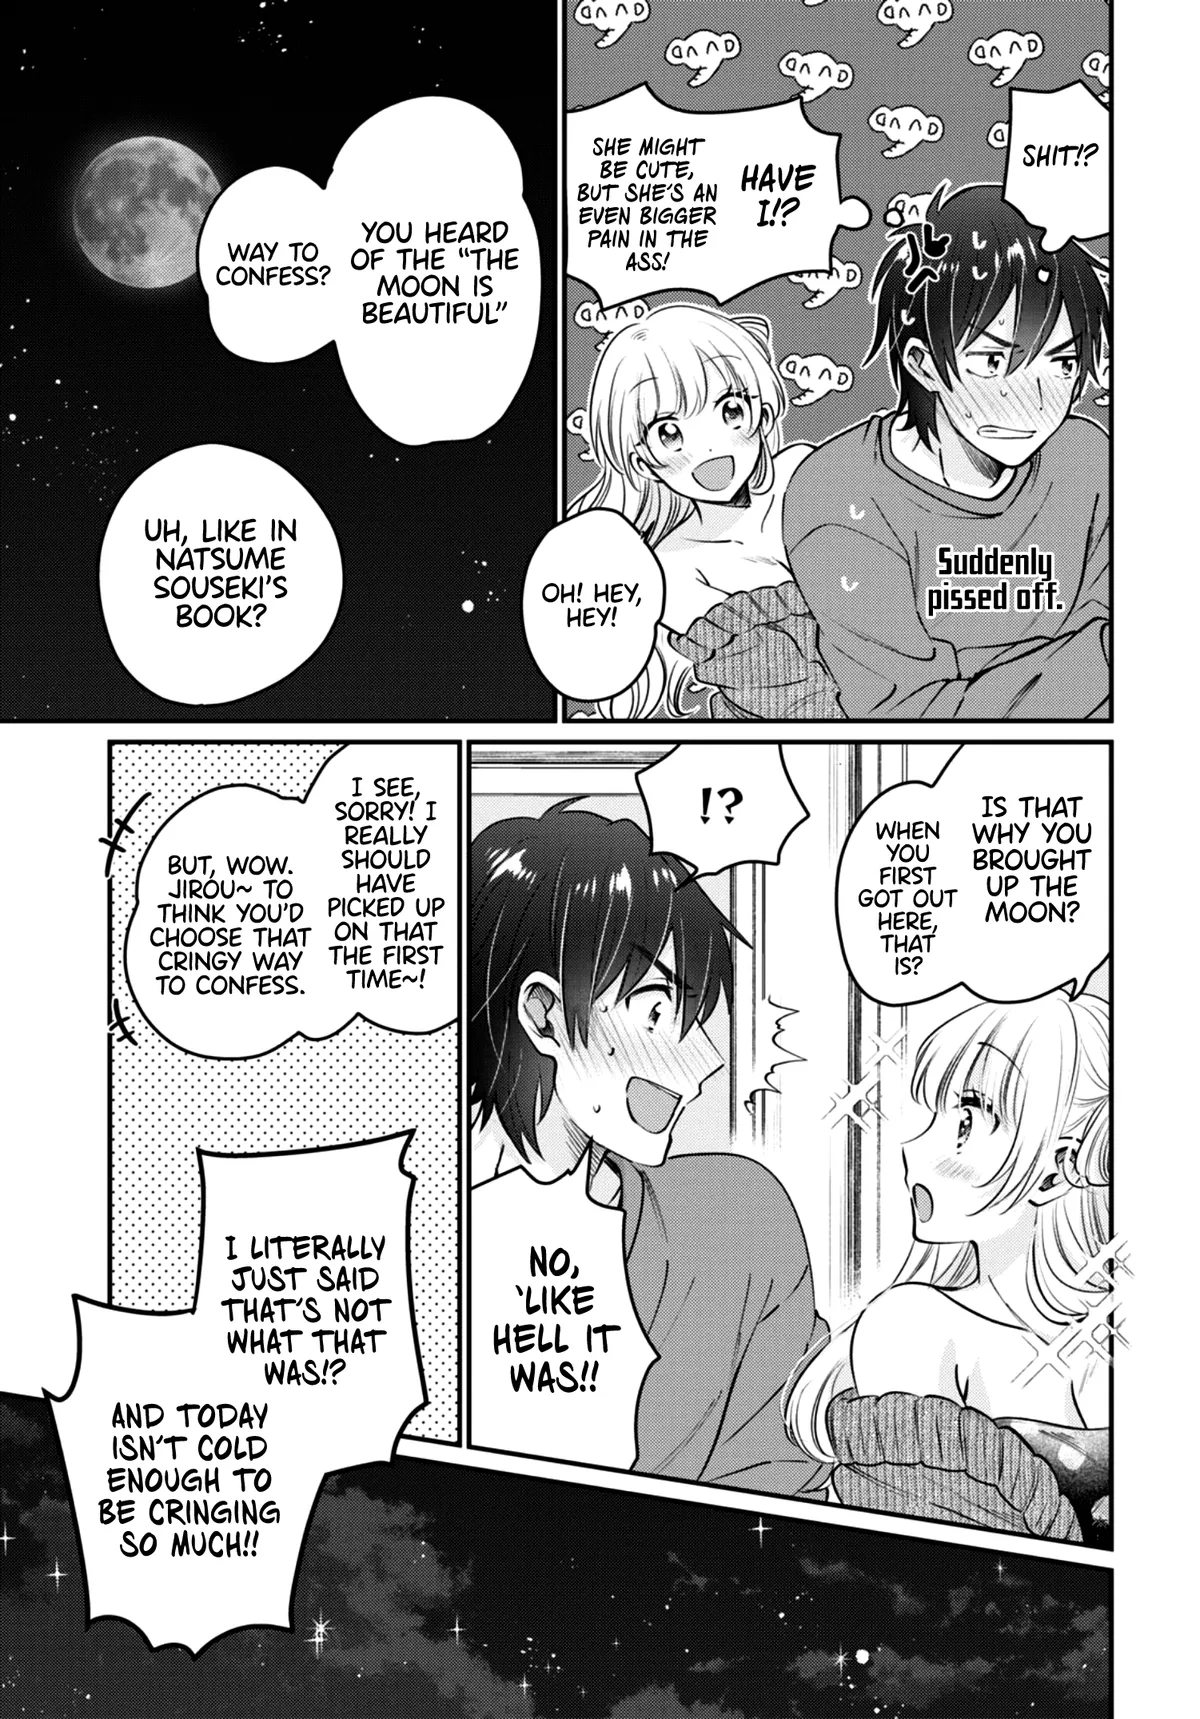 SHIT!?
HAVE
I!?
SHE MIGHT
BE CUTE,
BUT SHE'S AN
EVEN BIGGER
PAIN IN THE
ASS!
Suddenly
pissed off.
OH! HEY,
HEY!
YOU HEARD
OF THE "THE
MOON IS
BEAUTIFUL"
WAY TO
CONFESS?
UH, LIKE IN
NATSUME
SOUSEKI'S
BOOK?
IS THAT
WHY YOU
BROUGHT
UP THE
MOON?
WHEN
YOU
FIRST
GOT OUT
HERE,
THAT
IS?
!?
NO,
'LIKE
HELL IT
WAS!!
I SEE,
SORRY! I
REALLY
SHOULD
HAVE
PICKED UP
ON THAT
THE FIRST
TIME~!
BUT, WOW.
JIROU~ TO
THINK YOU'D
CHOOSE THAT
CRINGY WAY
TO CONFESS.
I LITERALLY
JUST SAID
THAT'S NOT
WHAT THAT
WAS!?
AND TODAY
ISN'T COLD
ENOUGH TO
BE CRINGING
SO MUCH!!